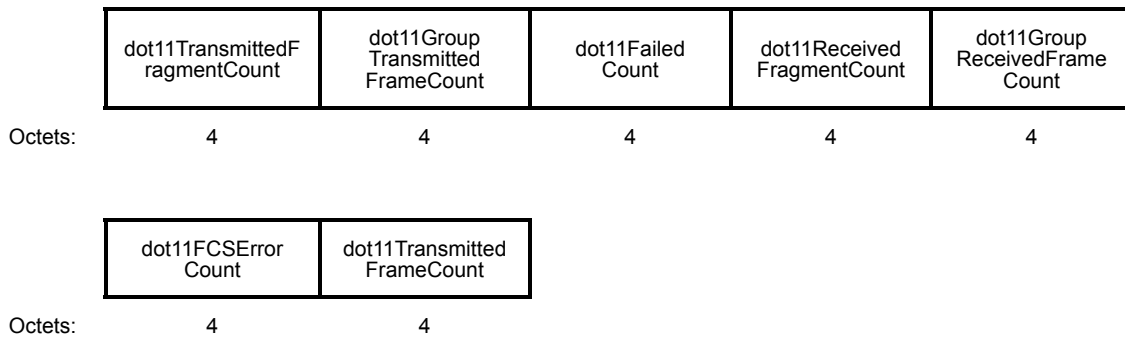 dot11TransmittedF
ragmentCount
dot11Group
Transmitted
FrameCount
dot11Failed
Count
dot11Received
FragmentCount
dot11Group
ReceivedFrame
Count
Octets: 4 4 4 4 4
dot11FCSError
Count
dot11Transmitted
FrameCount
Octets: 4 4